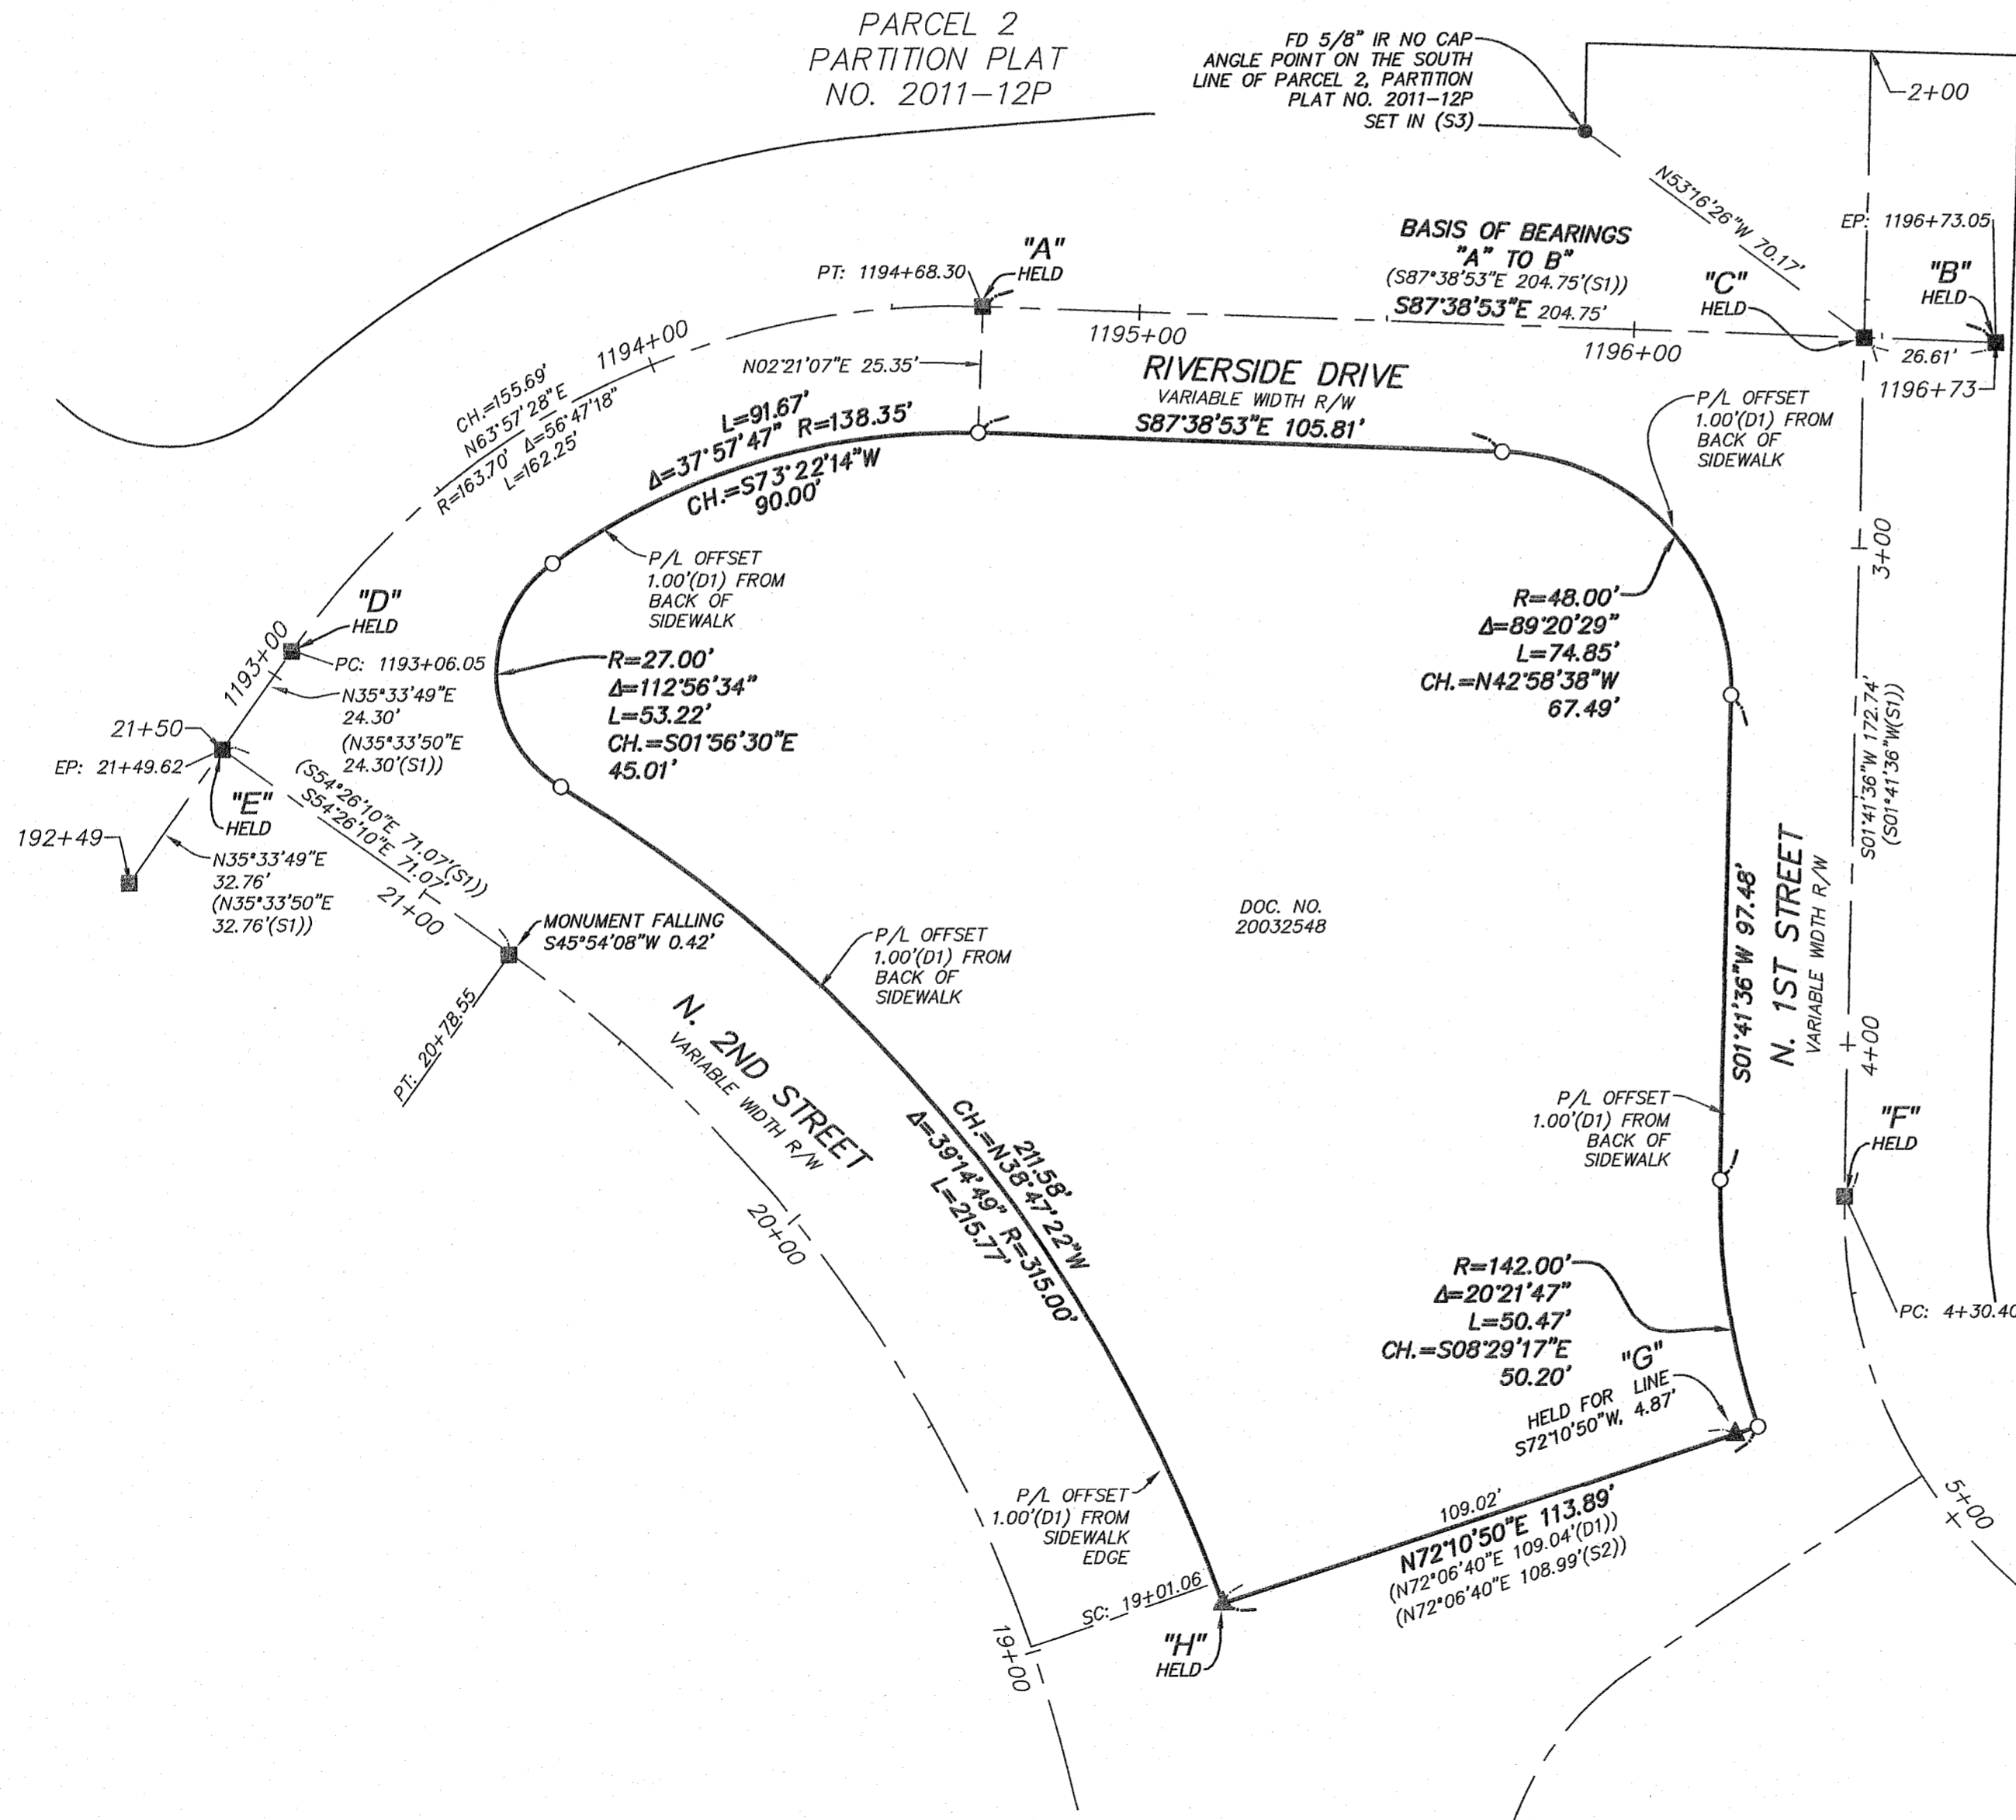 PARCEL 2
PARTITION PLAT
NO. 2011-12P
FD 5/8" IR NO CAP
ANGLE POINT ON THE SOUTH
LINE OF PARCEL 2, PARTITION
PLAT NO. 2011-12P
SET IN (S3)
2+00
N53°16'26"W 70.17'
EP: 1196+73.05
BASIS OF BEARINGS
"A" TO B"
(S87°38'53"E 204.75'(S1))
S87°38'53"E 204.75'
"C"
HELD
"B"
HELD
26.61'
1196+73
"A"
HELD
PT: 1194+68.30
1195+00
1196+00
1194+00
N02°21'07"E 25.35'
RIVERSIDE DRIVE
VARIABLE WIDTH R/W
S87°38'53"E 105.81'
CH.=155.69'
N63°57'28"E
R=163.70' Δ=56°47'18"
L=162.25'
L=91.67'
Δ=37°57'47" R=138.35'
CH.=S73°22'14"W
90.00'
P/L OFFSET
1.00'(D1) FROM
BACK OF
SIDEWALK
P/L OFFSET
1.00'(D1) FROM
BACK OF
SIDEWALK
3+00
"D"
HELD
1193+00
PC: 1193+06.05
N35°33'49"E
24.30'
(N35°33'50"E
24.30'(S1))
R=27.00'
Δ=112°56'34"
L=53.22'
CH.=S01°56'30"E
45.01'
R=48.00'
Δ=89°20'29"
L=74.85'
CH.=N42°58'38"W
67.49'
21+50
EP: 21+49.62
"E"
HELD
192+49
N35°33'49"E
32.76'
(N35°33'50"E
32.76'(S1))
(S54°26'10"E 71.07'(S1))
S54°26'10"E 71.07'
21+00
MONUMENT FALLING
S45°54'08"W 0.42'
PT: 20+78.55
S01°41'36"W 172.74'
(S01°41'36"W(S1))
N. 1ST STREET
VARIABLE WIDTH R/W
S01°41'36"W 97.48'
DOC. NO.
20032548
P/L OFFSET
1.00'(D1) FROM
BACK OF
SIDEWALK
N. 2ND STREET
VARIABLE WIDTH R/W
4+00
P/L OFFSET
1.00'(D1) FROM
BACK OF
SIDEWALK
"F"
HELD
211.58'
CH.=N38°47'22"W
Δ=39°14'49" R=315.00'
L=215.77'
20+00
R=142.00'
Δ=20°21'47"
L=50.47'
CH.=S08°29'17"E
50.20'
PC: 4+30.40
"G"
HELD FOR LINE
S72°10'50"W, 4.87'
P/L OFFSET
1.00'(D1) FROM
SIDEWALK
EDGE
109.02'
N72°10'50"E 113.89'
(N72°06'40"E 109.04'(D1))
(N72°06'40"E 108.99'(S2))
5+00
SC: 19+01.06
19+00
"H"
HELD